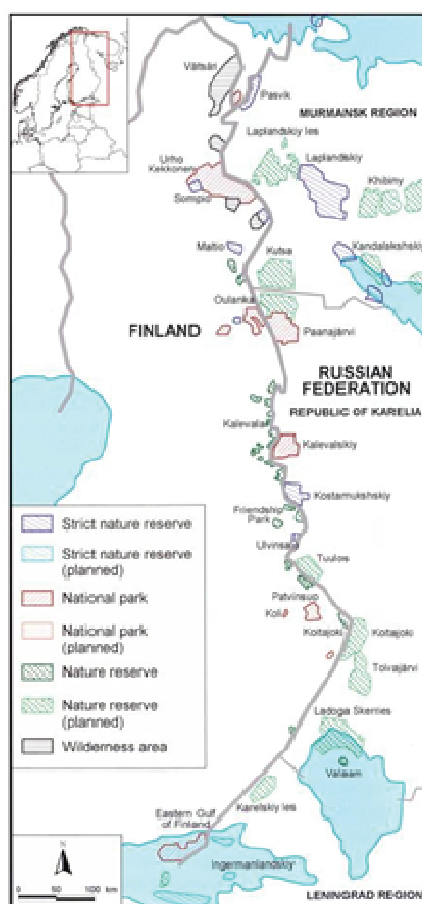 Vätsäri
Pasvik
MURMANSK REGION
Laplandskiy les
Urho
Kekkonen
Laplandskiy
Khibiny
Sompio
Maltio
Kutsa
Kandalakshskiy
Oulanka
FINLAND
Paanajärvi
RUSSIAN
FEDERATION
REPUBLIC OF KARELIA
Kalevala
Kalevalskiy
Kostamukshskiy
Friendship
Park
Ulvinsalo
Tuulos
Patvinsuo
Koli
Koitajoki
Koitajoki
Tolvajärvi
Ladoga Skerries
Valaam
Karelskiy les
Eastern Gulf
of Finland
Ingermanlandskiy
LENINGRAD REGION
Strict nature reserve
Strict nature reserve
(planned)
National park
National park
(planned)
Nature reserve
Nature reserve
(planned)
Wilderness area
N
0 50 100 km